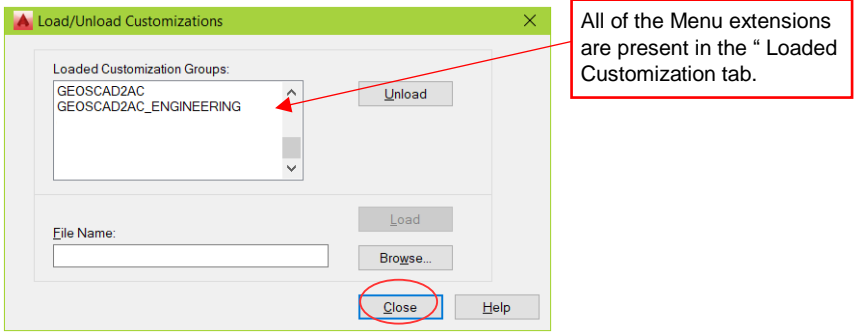 Load/Unload Customizations
Loaded Customization Groups:
GEOSCAD2AC
GEOSCAD2AC_ENGINEERING
Unload
Load
File Name:
Browse...
Close
Help
All of the Menu extensions
are present in the “ Loaded
Customization tab.